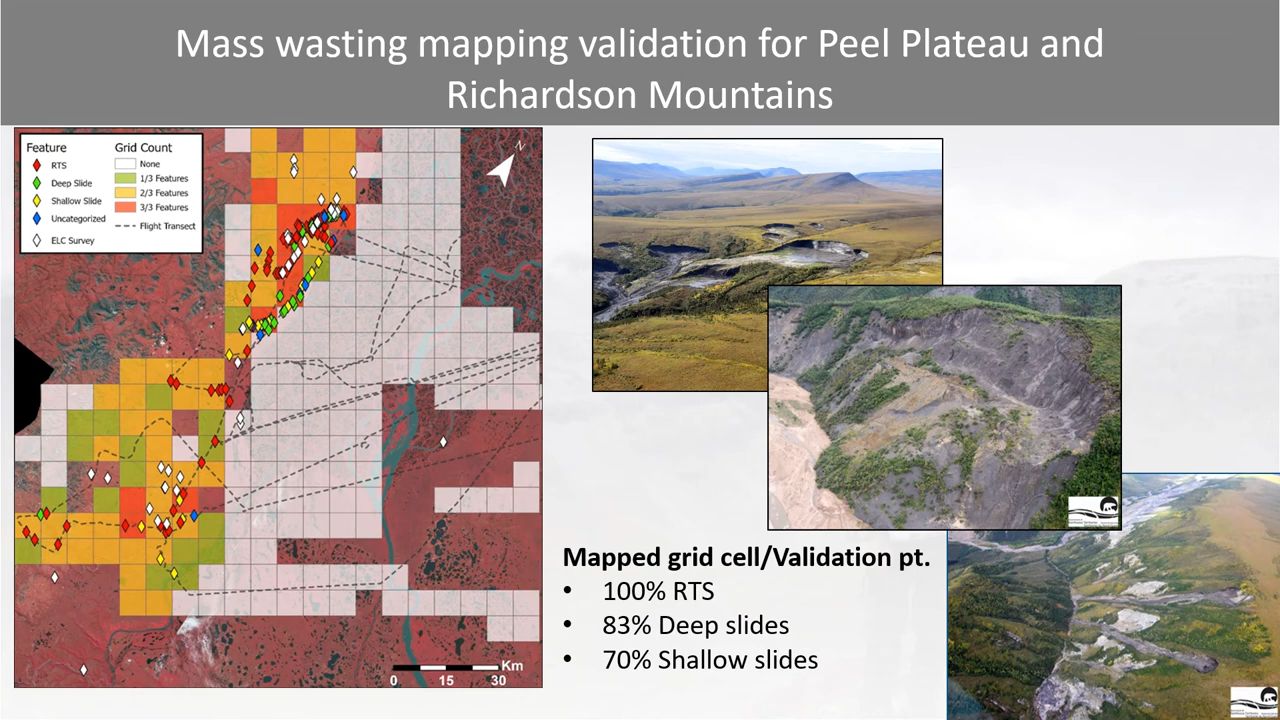 Mass wasting mapping validation for Peel Plateau and
Richardson Mountains
Feature
RTS
Deep Slide
Shallow Slide
Uncategorized
ELC Survey
Grid Count
None
1/3 Features
2/3 Features
3/3 Features
Flight Transect
N
Km
0 15 30
Mapped grid cell/Validation pt.
• 100% RTS
• 83% Deep slides
• 70% Shallow slides